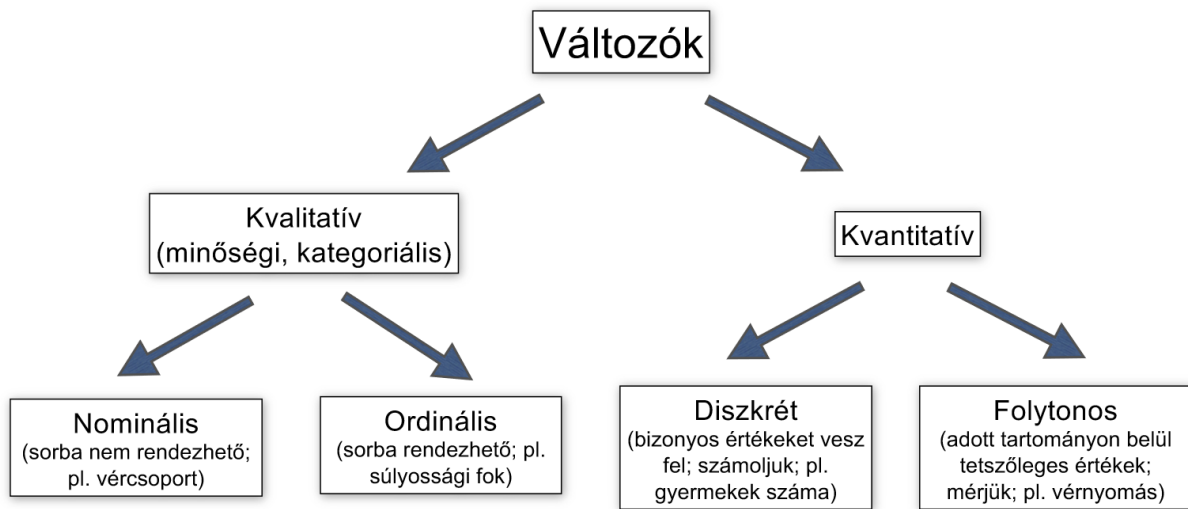 Változók
Kvalitatív
(minőségi, kategoriális)
Kvantitatív
Nominális
(sorba nem rendezhető;
pl. vércsoport)
Ordinális
(sorba rendezhető; pl.
súlyossági fok)
Diszkrét
(bizonyos értékeket vesz
fel; számoljuk; pl.
gyermekek száma)
Folytonos
(adott tartományon belül
tetszőleges értékek;
mérjük; pl. vérnyomás)